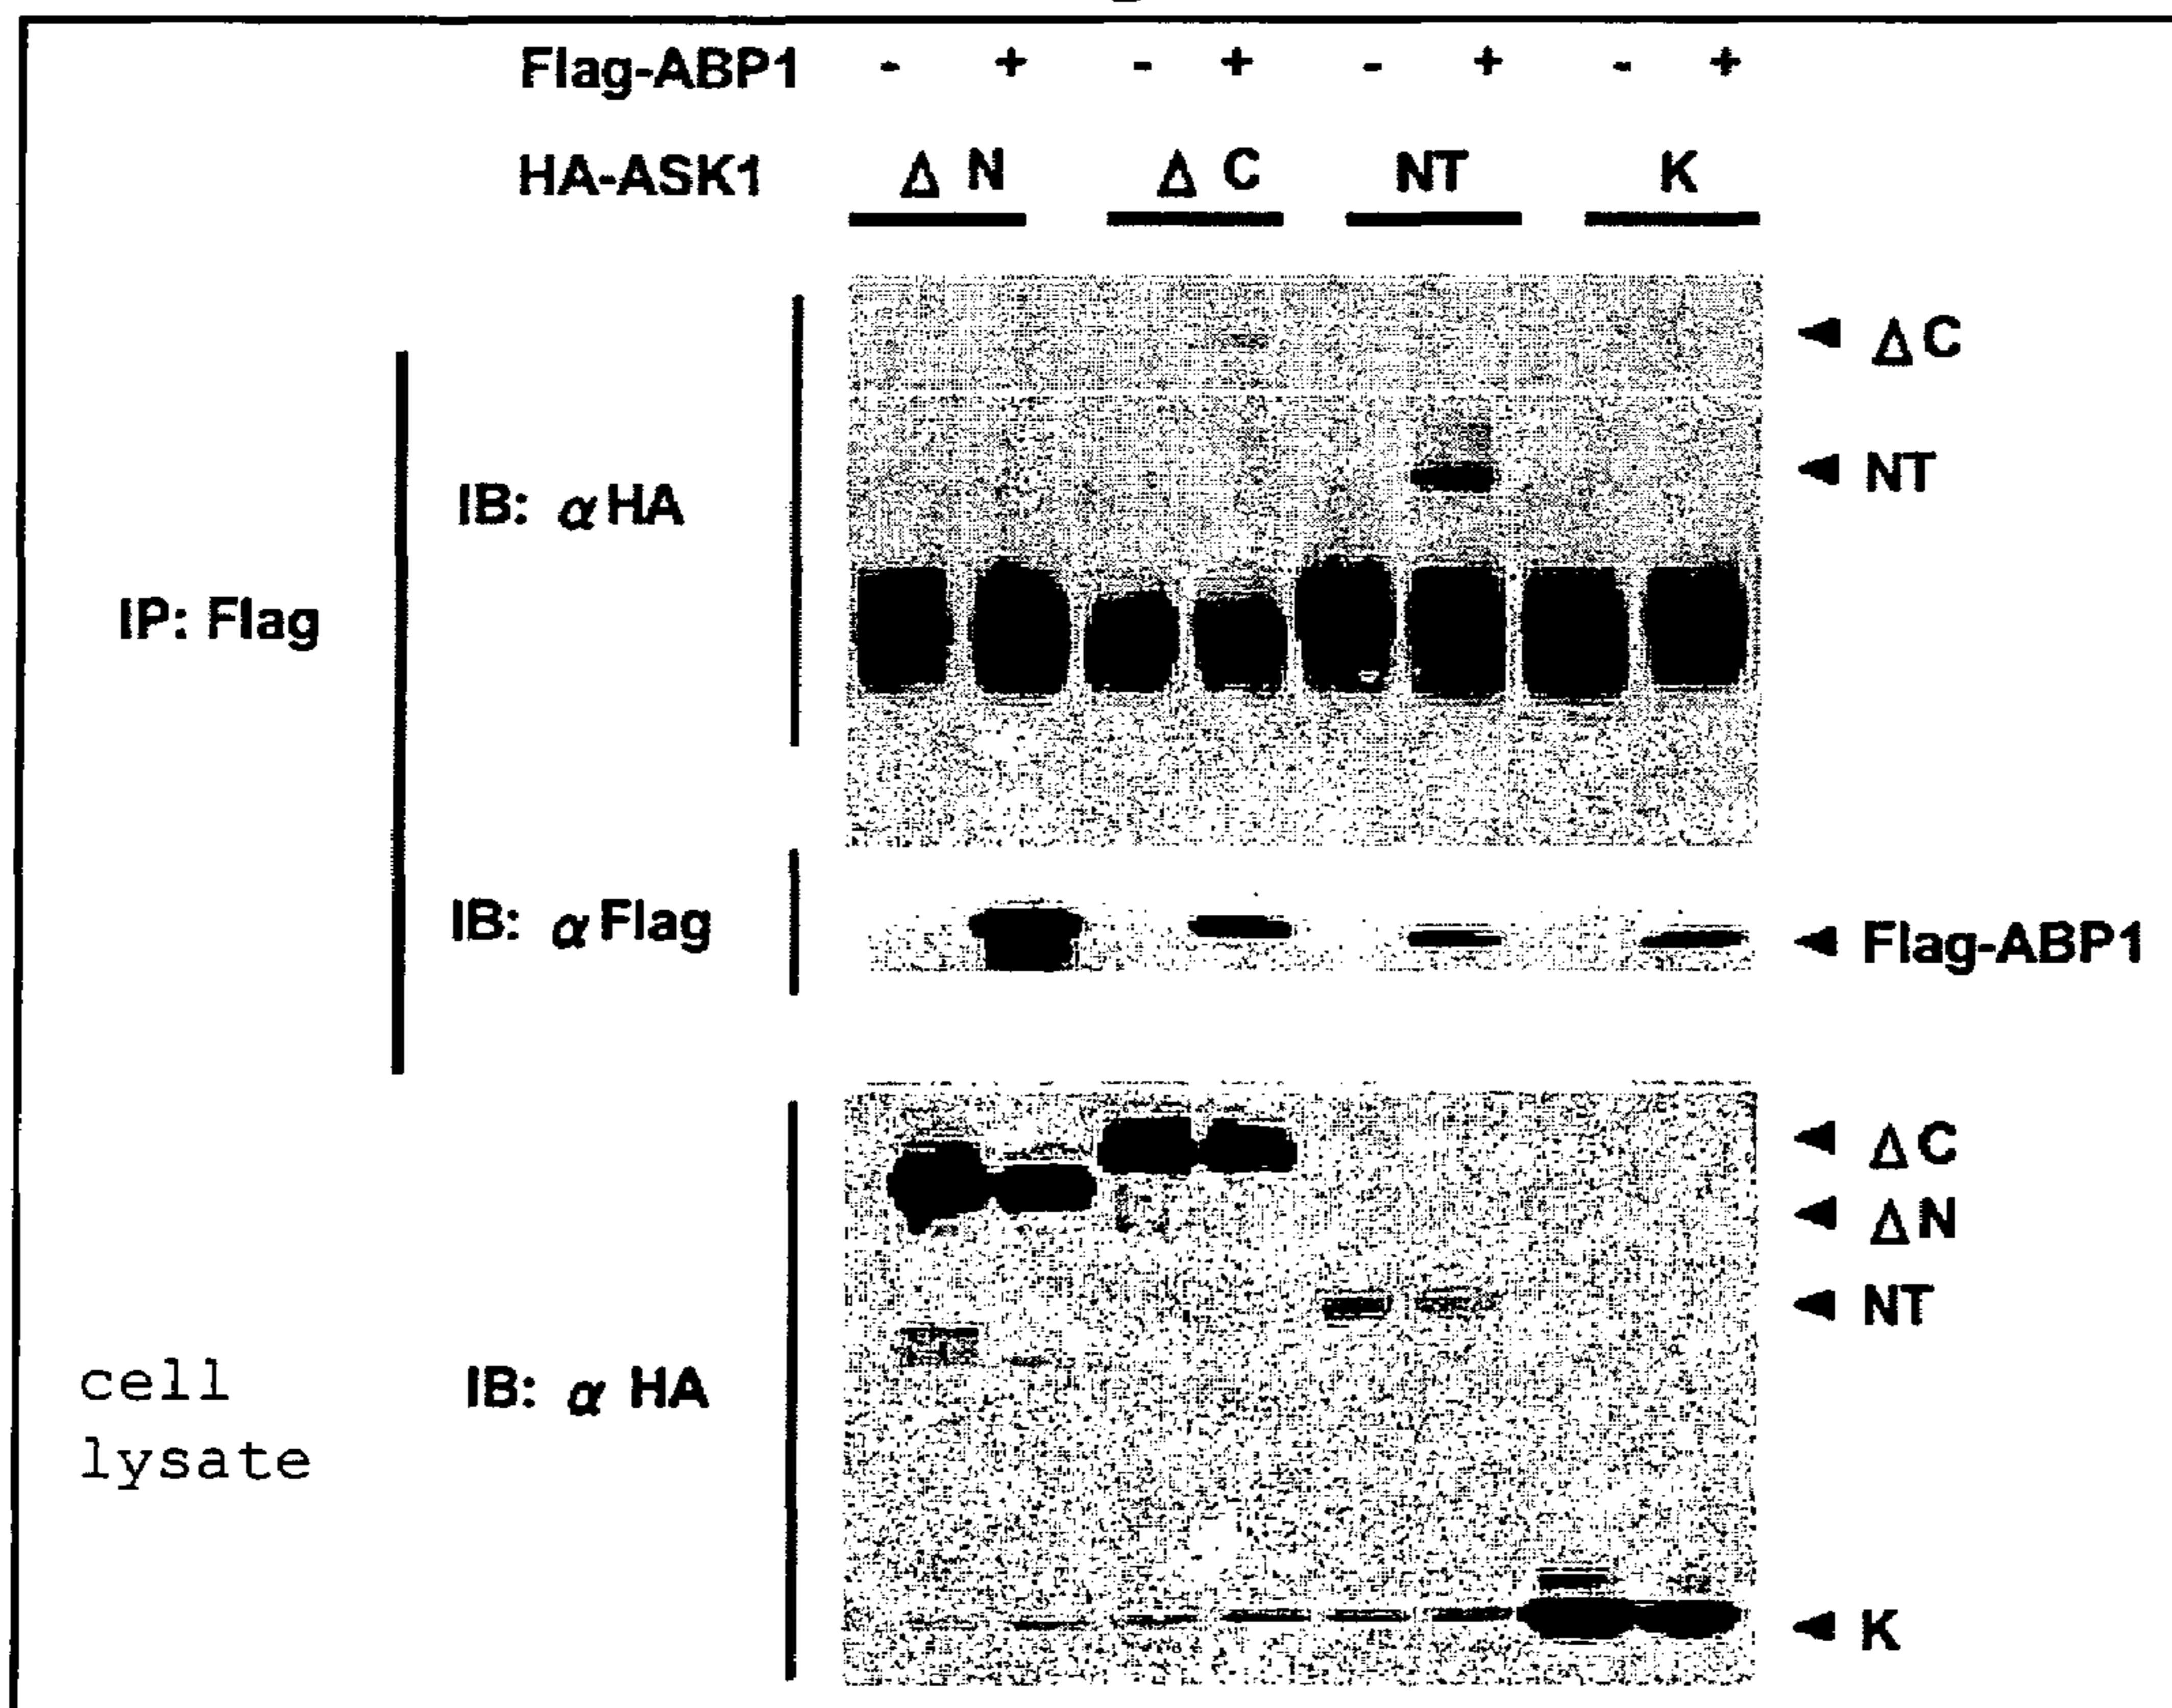 Flag-ABP1 - + - + - + - +
HA-ASK1 Δ N Δ C NT K
ΔC
NT
IB: αHA
IP: Flag
IB: αFlag
Flag-ABP1
ΔC
ΔN
NT
cell
lysate
IB: α HA
K